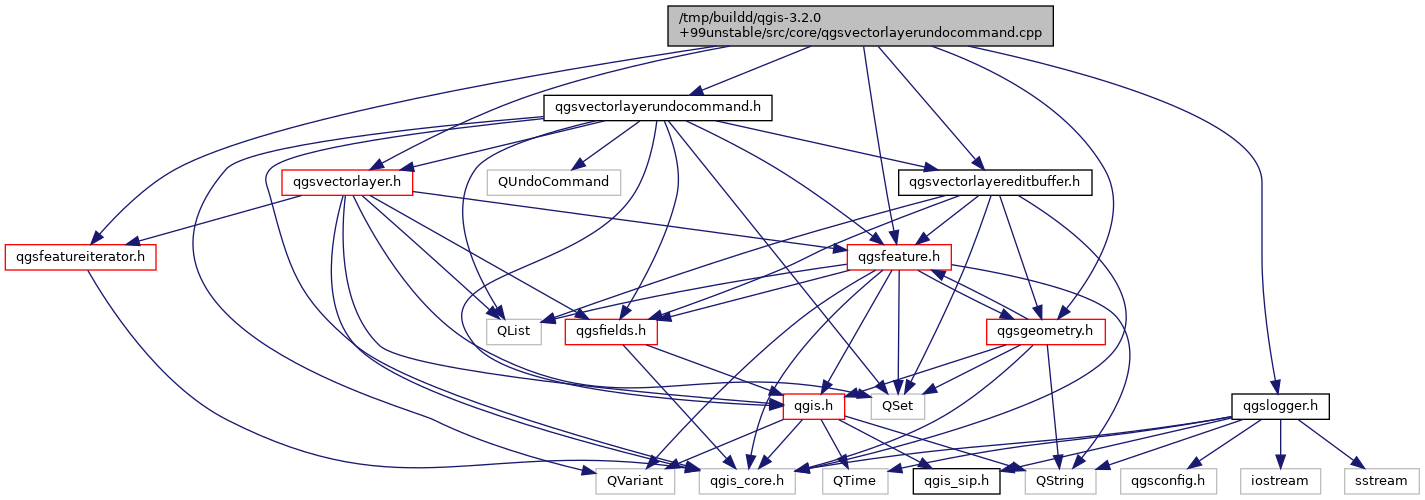 /tmp/buildd/qgis-3.2.0
+99unstable/src/core/qgsvectorlayerundocommand.cpp
qgsvectorlayerundocommand.h
qgsvectorlayer.h
QUndoCommand
qgsvectorlayereditbuffer.h
qgsfeatureiterator.h
qgsfeature.h
QList
qgsfields.h
qgsgeometry.h
qgis.h
QSet
qgslogger.h
QVariant
qgis_core.h
QTime
qgis_sip.h
QString
qgsconfig.h
iostream
sstream